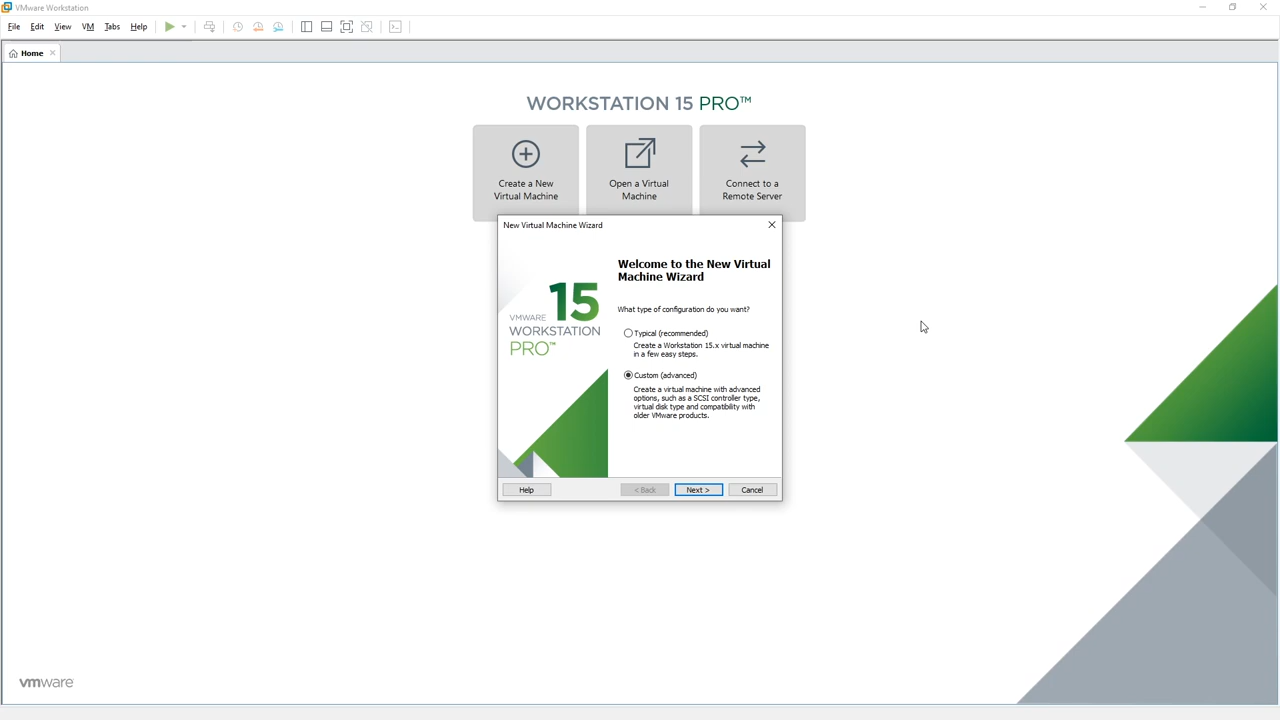 VMware Workstation
File Edit View VM Tabs Help
Home
WORKSTATION 15 PRO™
Create a New
Virtual Machine
Open a Virtual
Machine
Connect to a
Remote Server
New Virtual Machine Wizard
15
VMWARE
WORKSTATION
PRO™
Welcome to the New Virtual
Machine Wizard
What type of configuration do you want?
Typical (recommended)
Create a Workstation 15.x virtual machine
in a few easy steps.
Custom (advanced)
Create a virtual machine with advanced
options, such as a SCSI controller type,
virtual disk type and compatibility with
older VMware products.
Help < Back Next > Cancel
vmware